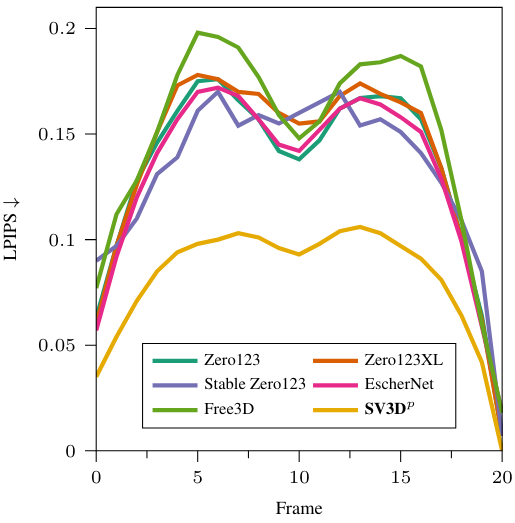 0.2
0.15
0.1
0.05
0
LPIPS ↓
Zero123
Zero123XL
Stable Zero123
EscherNet
Free3D
SV3Dᵖ
0 5 10 15 20
Frame